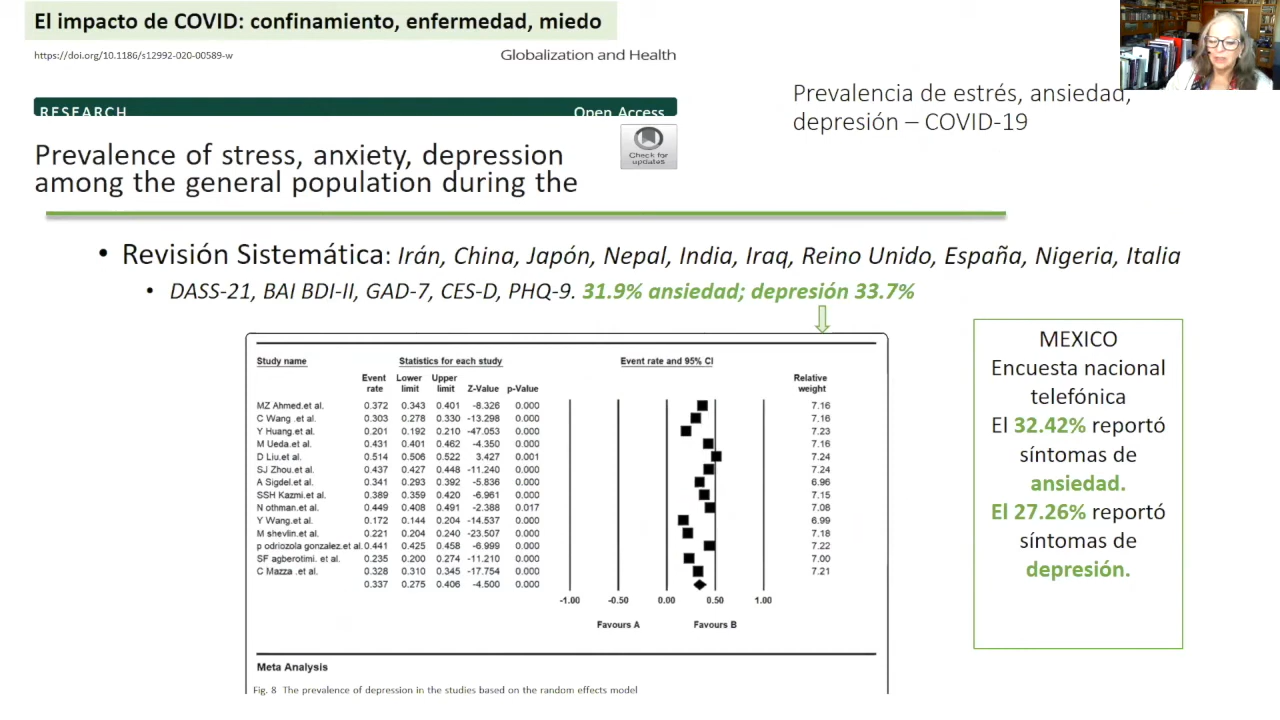 El impacto de COVID: confinamiento, enfermedad, miedo
https://doi.org/10.1186/s12992-020-00589-w
Globalization and Health
RESEARCH
Open Access
Check for
updates
Prevalence of stress, anxiety, depression
among the general population during the
Prevalencia de estrés, ansiedad,
depresión – COVID-19
• Revisión Sistemática: Irán, China, Japón, Nepal, India, Iraq, Reino Unido, España, Nigeria, Italia
• DASS-21, BAI BDI-II, GAD-7, CES-D, PHQ-9. 31.9% ansiedad; depresión 33.7%
Study name Statistics for each study Event rate and 95% CI
Event Lower Upper Relative
rate limit limit Z-Value p-Value weight
MZ Ahmed.et al. 0.372 0.343 0.401 -8.326 0.000 7.16
C Wang .et al. 0.303 0.278 0.330 -13.298 0.000 7.16
Y Huang.et al. 0.201 0.192 0.210 -47.053 0.000 7.23
M Ueda.et al. 0.431 0.401 0.462 -4.350 0.000 7.16
D Liu.et al. 0.514 0.506 0.522 3.427 0.001 7.24
SJ Zhou.et al. 0.437 0.427 0.448 -11.240 0.000 7.24
A Sigdel.et al. 0.341 0.293 0.392 -5.836 0.000 6.96
SSH Kazmi.et al. 0.389 0.359 0.420 -6.961 0.000 7.15
N othman.et al. 0.449 0.408 0.491 -2.388 0.017 7.08
Y Wang.et al. 0.172 0.144 0.204 -14.537 0.000 6.99
M shevlin.et al. 0.221 0.204 0.240 -23.507 0.000 7.18
p odriozola gonzalez.et al. 0.441 0.425 0.458 -6.999 0.000 7.22
SF agberotimi. et al. 0.235 0.200 0.274 -11.210 0.000 7.00
C Mazza .et al. 0.328 0.310 0.345 -17.754 0.000 7.21
0.337 0.275 0.406 -4.500 0.000
-1.00 -0.50 0.00 0.50 1.00
Favours A Favours B
Meta Analysis
Fig. 8 The prevalence of depression in the studies based on the random effects model
MEXICO
Encuesta nacional
telefónica
El 32.42% reportó
síntomas de
ansiedad.
El 27.26% reportó
síntomas de
depresión.